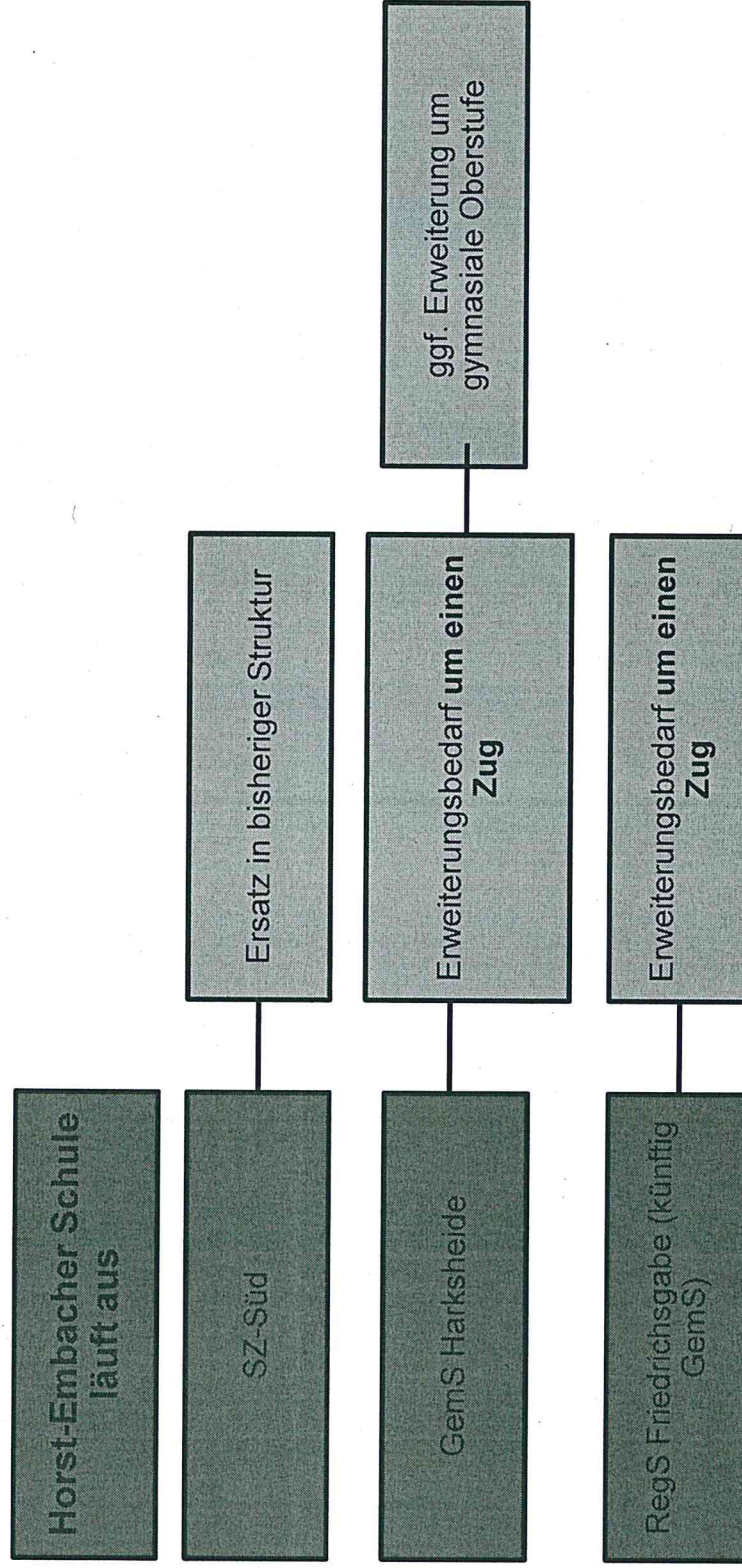 Horst-Embacher Schule
läuft aus
SZ-Süd
Ersatz in bisheriger Struktur
GemS Harksheide
Erweiterungsbedarf um einen
Zug
ggf. Erweiterung um
gymnasiale Oberstufe
RegS Friedrichsgabe (künftig
GemS)
Erweiterungsbedarf um einen
Zug